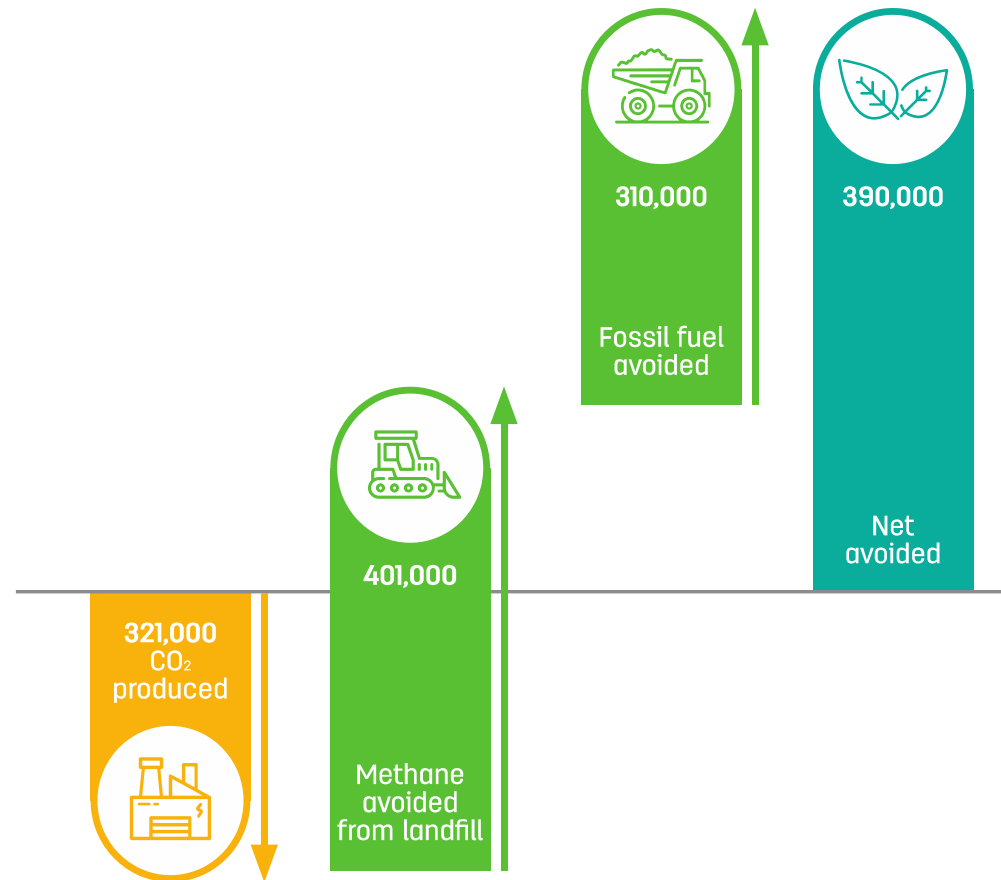 321,000
CO₂
produced
401,000
Methane
avoided
from landfill
310,000
Fossil fuel
avoided
390,000
Net
avoided